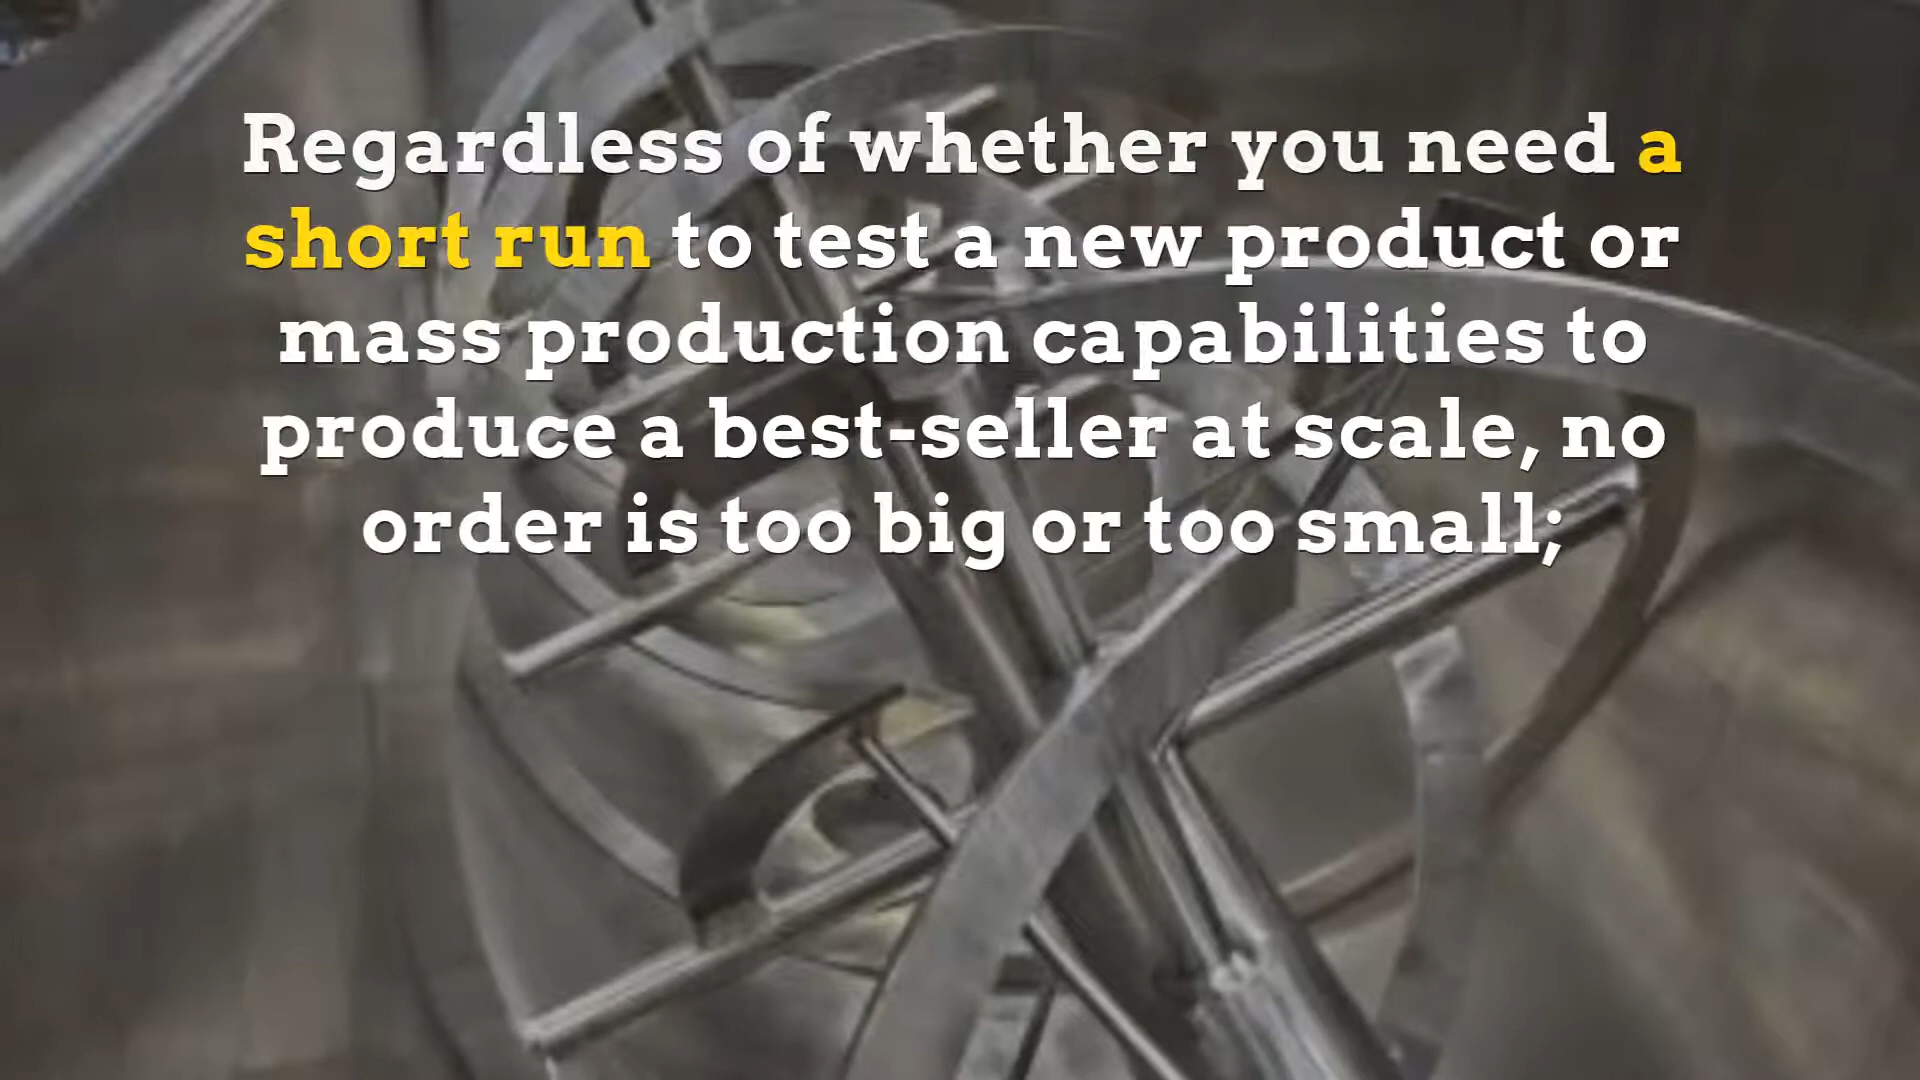 Regardless of whether you need a
short run to test a new product or
mass production capabilities to
produce a best-seller at scale, no
order is too big or too small;